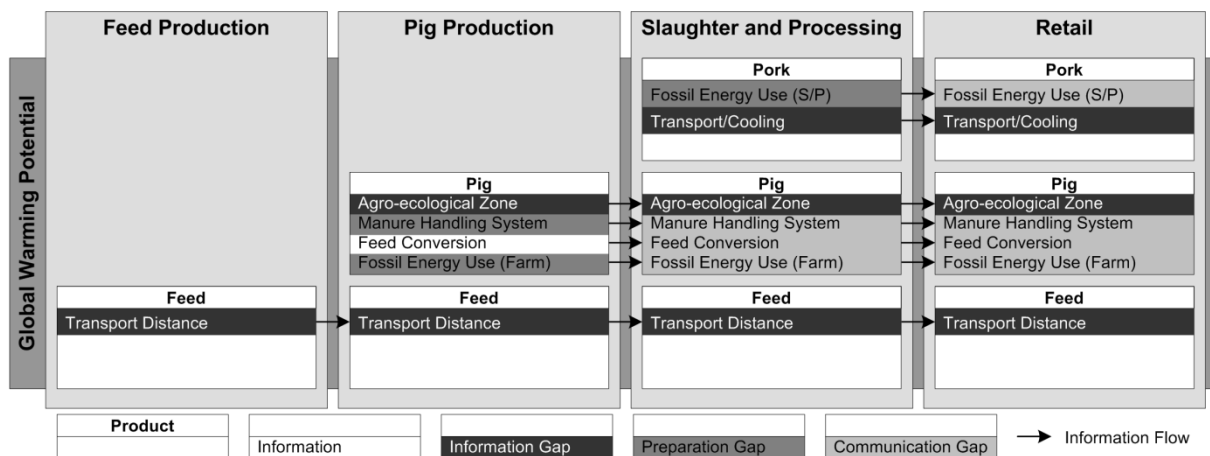 Feed Production
Pig Production
Slaughter and Processing
Retail
Global Warming Potential
Pork
Fossil Energy Use (S/P)
Transport/Cooling
Pork
Fossil Energy Use (S/P)
Transport/Cooling
Pig
Agro-ecological Zone
Manure Handling System
Feed Conversion
Fossil Energy Use (Farm)
Pig
Agro-ecological Zone
Manure Handling System
Feed Conversion
Fossil Energy Use (Farm)
Pig
Agro-ecological Zone
Manure Handling System
Feed Conversion
Fossil Energy Use (Farm)
Feed
Transport Distance
Feed
Transport Distance
Feed
Transport Distance
Feed
Transport Distance
Product
Information
Information Gap
Preparation Gap
Communication Gap
Information Flow